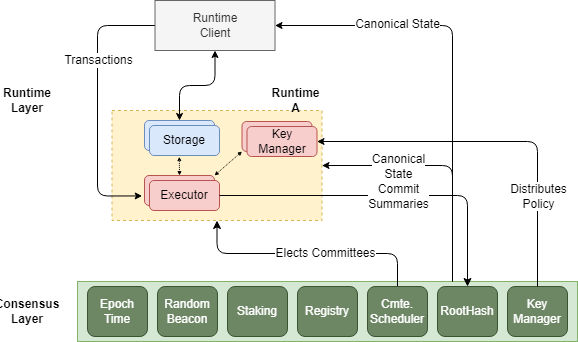 Runtime
Client
Canonical State
Transactions
Runtime
Layer
Runtime
A
Storage
Key
Manager
Executor
Canonical
State
Commit
Summaries
Distributes
Policy
Elects Committees
Consensus
Layer
Epoch
Time
Random
Beacon
Staking
Registry
Cmte.
Scheduler
RootHash
Key
Manager